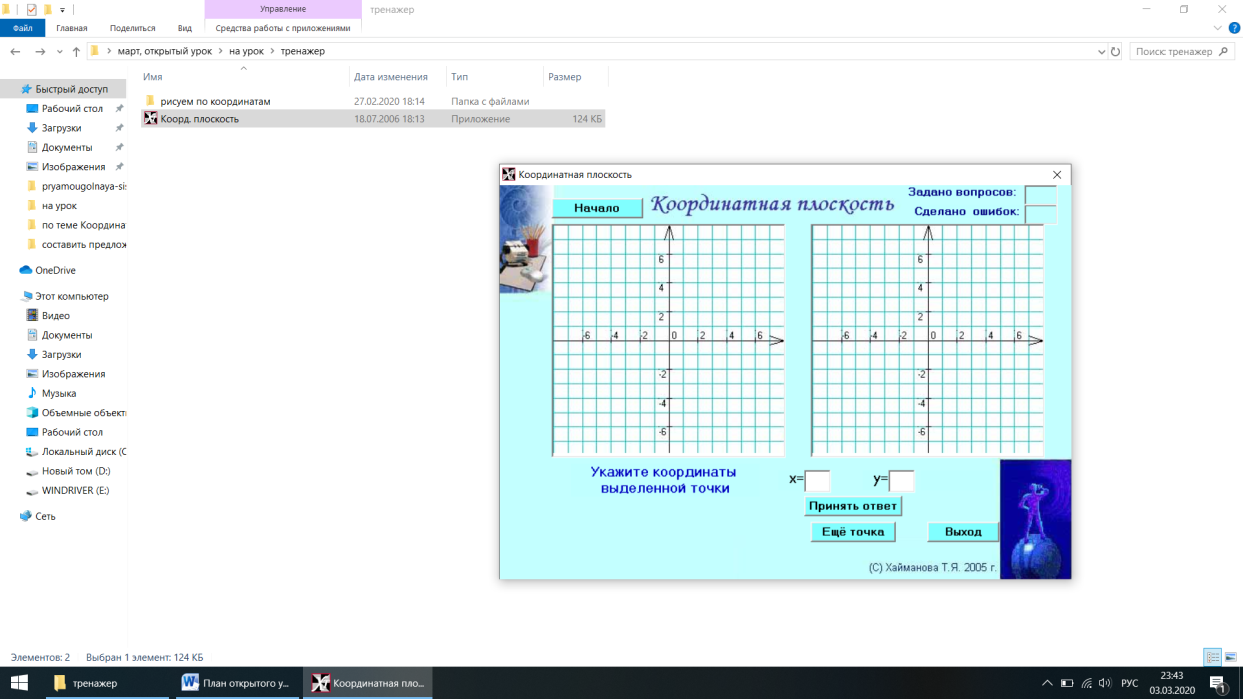 Управление
тренажер
Файл Главная Поделиться Вид Средства работы с приложениями
март, открытый урок > на урок > тренажер
Поиск: тренажер
Имя Дата изменения Тип Размер
рисуем по координатам 27.02.2020 18:14 Папка с файлами
Коорд. плоскость 18.07.2006 18:13 Приложение 124 КБ
Быстрый доступ
Рабочий стол
Загрузки
Документы
Изображения
pryamougolnaya-si
на урок
по теме Координа
составить предлож
OneDrive
Этот компьютер
Видео
Документы
Загрузки
Изображения
Музыка
Объемные объект
Рабочий стол
Локальный диск (С
Новый том (D:)
WINDRIVER (E:)
Сеть
Координатная плоскость
Начало
Координатная плоскость
Задано вопросов:
Сделано ошибок:
6
4
2
-6 -4 -2 0 2 4 6
-2
-4
-6
6
4
2
-6 -4 -2 0 2 4 6
-2
-4
-6
Укажите координаты
выделенной точки
x=
y=
Принять ответ
Ещё точка
Выход
(С) Хайманова Т.Я. 2005 г.
Элементов: 2 Выбран 1 элемент: 124 КБ
тренажер
План открытого у...
Координатная пло...
РУС
23:43
03.03.2020
1